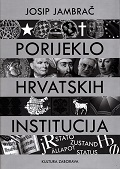 JOSIP JAMBRAČ
PORIJEKLO
HRVATSKIH
INSTITUCIJA
STATO
ZUSTAND
ALLAPOT
STATUS
KULTURA ZABORAVA